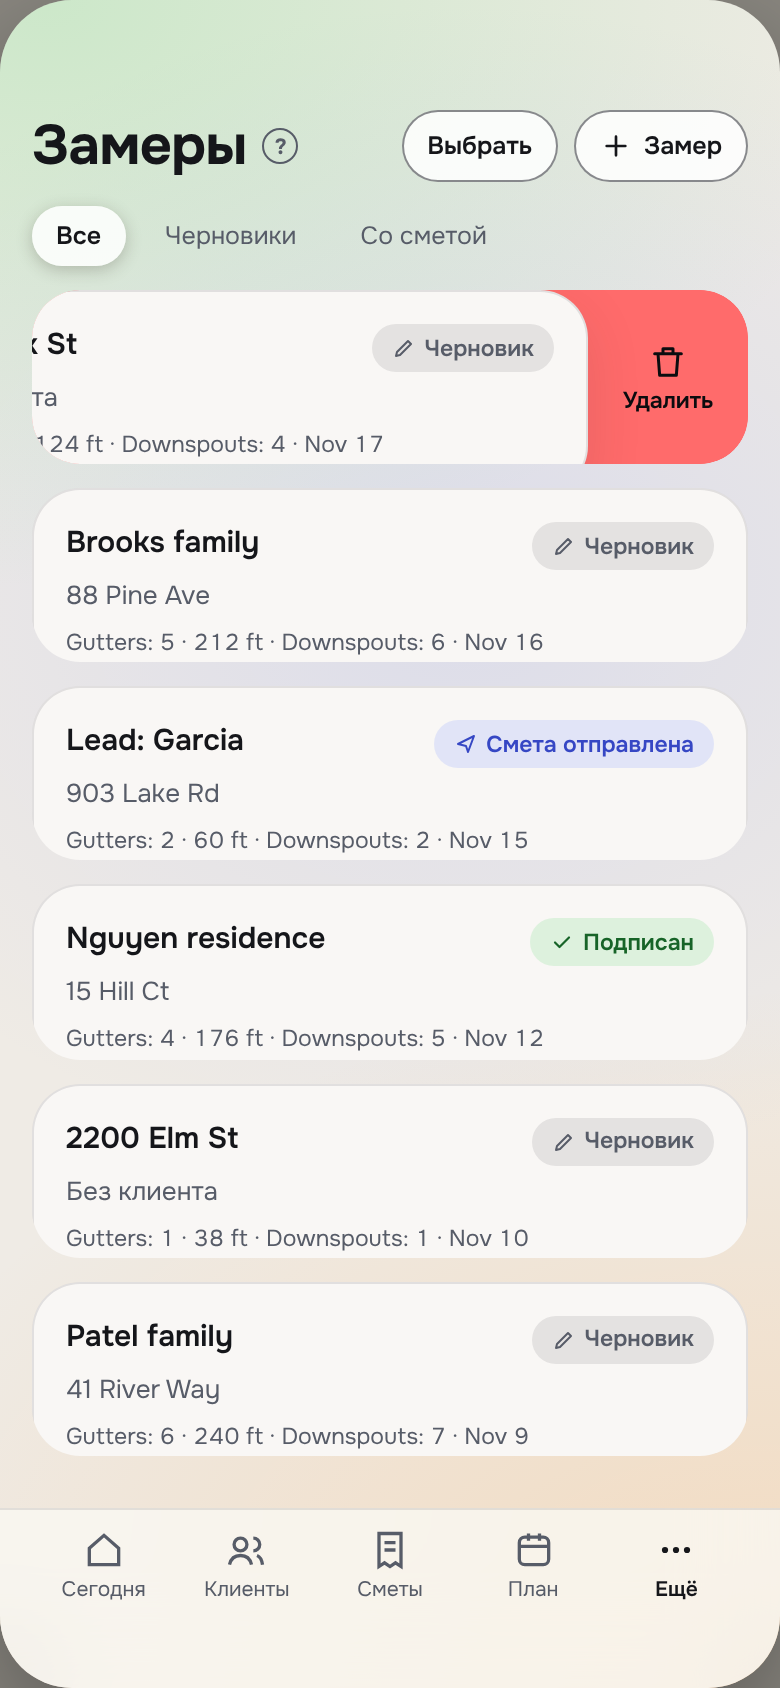 Замеры ?
Выбрать
+ Замер
Все
Черновики
Со сметой
St
Черновик
та
124 ft · Downspouts: 4 · Nov 17
Удалить
Brooks family
Черновик
88 Pine Ave
Gutters: 5 · 212 ft · Downspouts: 6 · Nov 16
Lead: Garcia
Смета отправлена
903 Lake Rd
Gutters: 2 · 60 ft · Downspouts: 2 · Nov 15
Nguyen residence
Подписан
15 Hill Ct
Gutters: 4 · 176 ft · Downspouts: 5 · Nov 12
2200 Elm St
Черновик
Без клиента
Gutters: 1 · 38 ft · Downspouts: 1 · Nov 10
Patel family
Черновик
41 River Way
Gutters: 6 · 240 ft · Downspouts: 7 · Nov 9
Сегодня
Клиенты
Сметы
План
Ещё